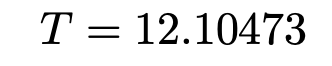 T = 12.10473